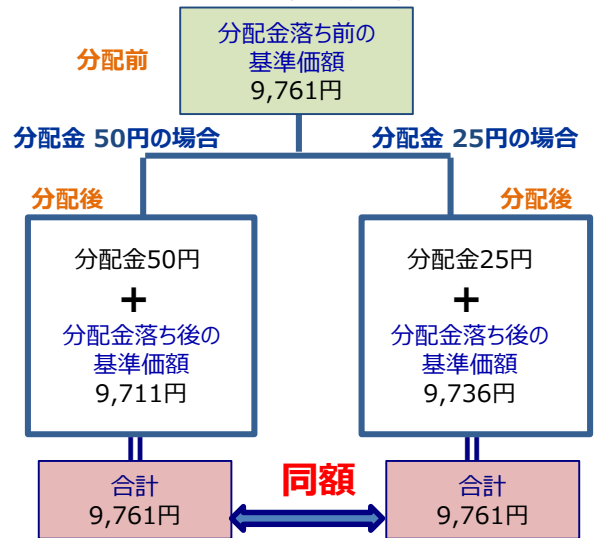 分配前
分配金落ち前の
基準価額
9,761円
分配金 50円の場合
分配金 25円の場合
分配後
分配後
分配金50円
+
分配金落ち後の
基準価額
9,711円
分配金25円
+
分配金落ち後の
基準価額
9,736円
合計
9,761円
同額
合計
9,761円